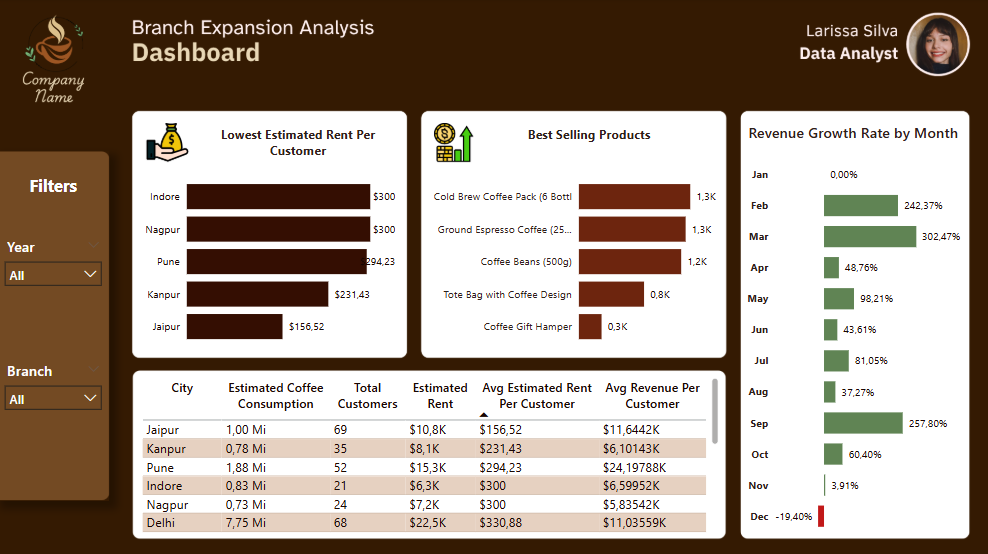 Company
Name
Branch Expansion Analysis
Dashboard
Larissa Silva
Data Analyst
Filters
Year
All
Branch
All
Lowest Estimated Rent Per
Customer
Indore $300
Nagpur $300
Pune 294,23
Kanpur $231,43
Jaipur $156,52
Best Selling Products
Cold Brew Coffee Pack (6 Bottl 1,3K
Ground Espresso Coffee (25... 1,3K
Coffee Beans (500g) 1,2K
Tote Bag with Coffee Design 0,8K
Coffee Gift Hamper 0,3K
Revenue Growth Rate by Month
Jan 0,00%
Feb 242,37%
Mar 302,47%
Apr 48,76%
May 98,21%
Jun 43,61%
Jul 81,05%
Aug 37,27%
Sep 257,80%
Oct 60,40%
Nov 3,91%
Dec -19,40%
City Estimated Coffee Total Estimated Avg Estimated Rent Avg Revenue Per
Consumption Customers Rent Per Customer Customer
Jaipur 1,00 Mi 69 $10,8K $156,52 $11,6442K
Kanpur 0,78 Mi 35 $8,1K $231,43 $6,10143K
Pune 1,88 Mi 52 $15,3K $294,23 $24,19788K
Indore 0,83 Mi 21 $6,3K $300 $6,59952K
Nagpur 0,73 Mi 24 $7,2K $300 $5,83542K
Delhi 7,75 Mi 68 $22,5K $330,88 $11,03559K